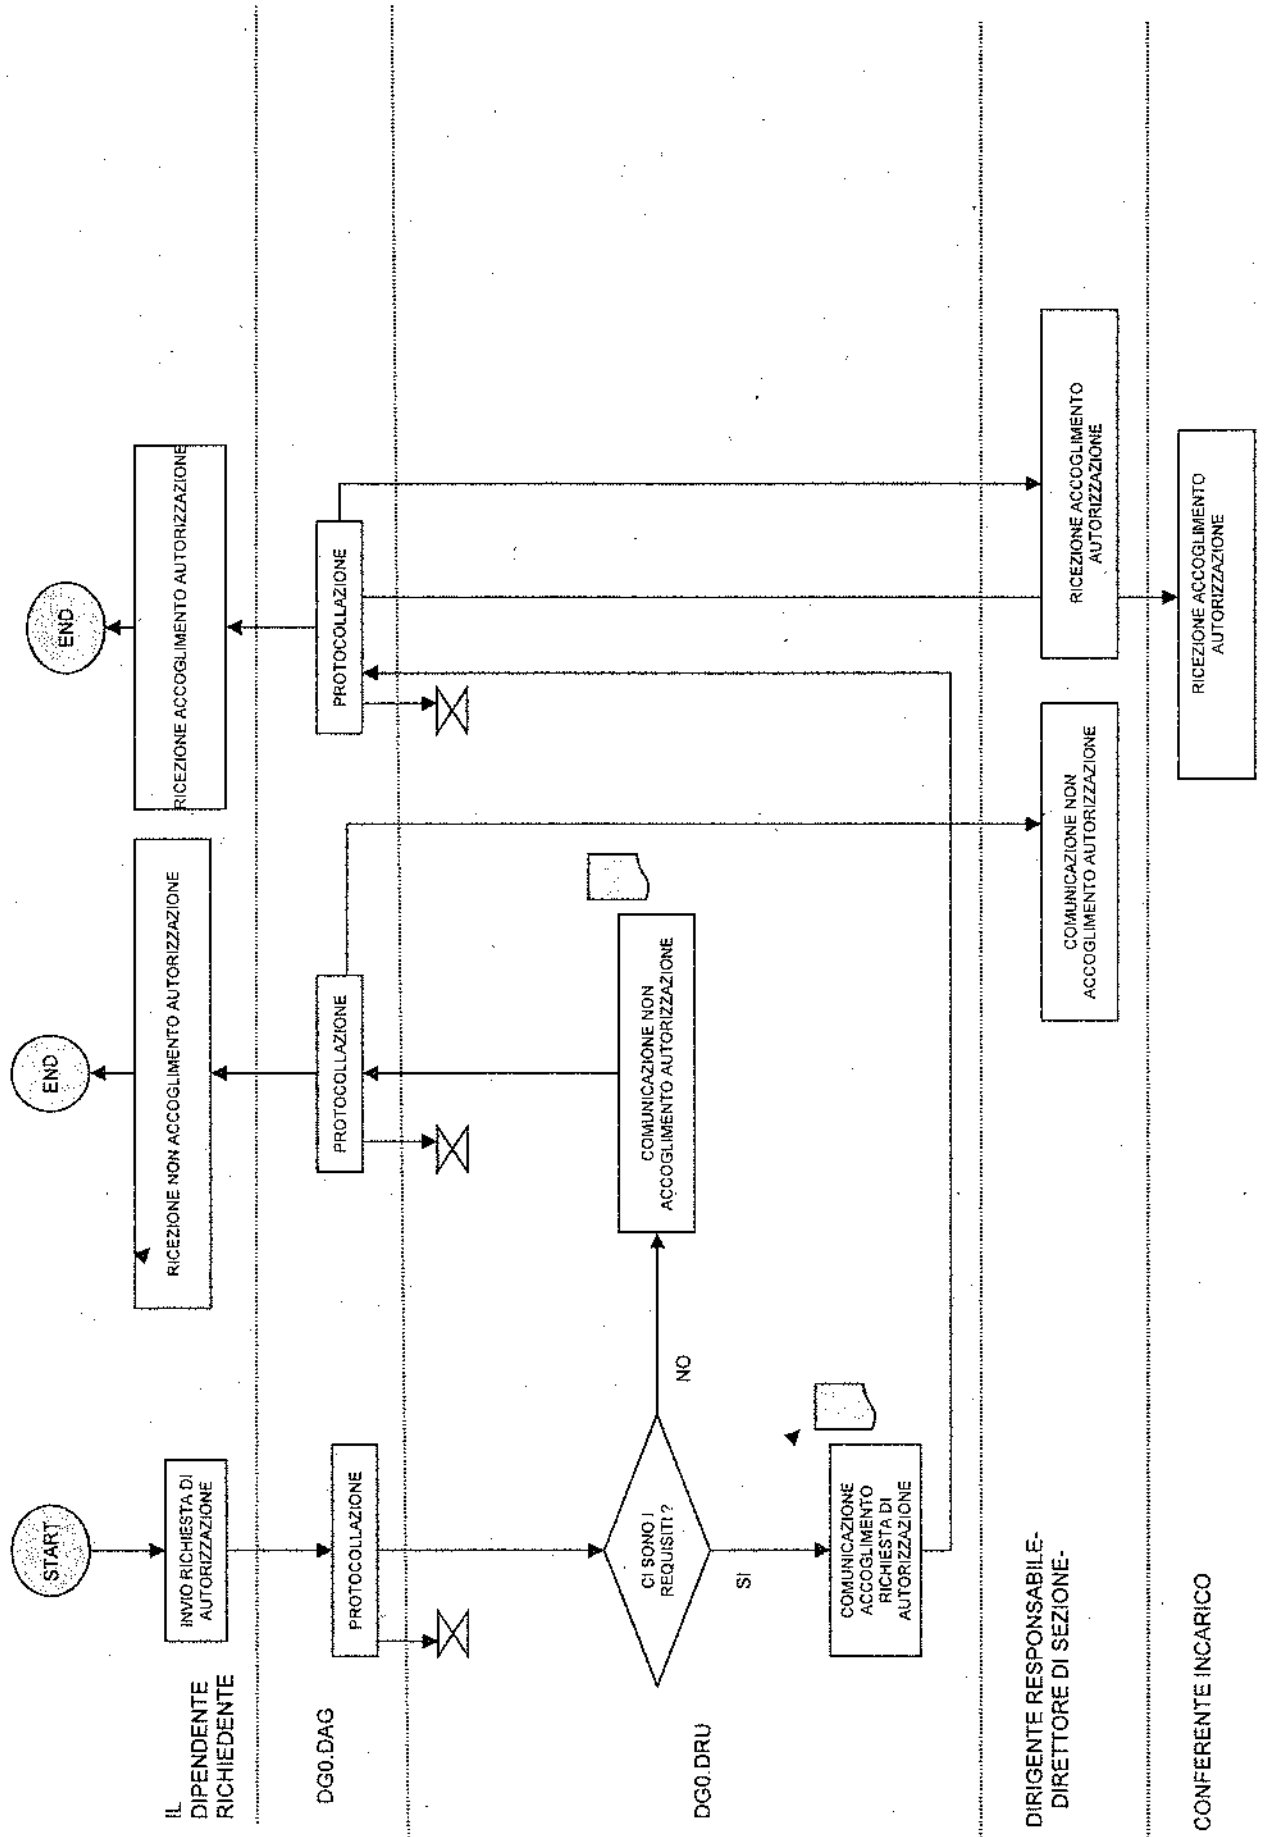 IL
DIPENDENTE
RICHIEDENTE
START
INVIO RICHIESTA DI
AUTORIZZAZIONE
END
RICEZIONE NON ACCOGLIMENTO AUTORIZZAZIONE
END
RICEZIONE ACCOGLIMENTO AUTORIZZAZIONE
DG0.DAG
PROTOCOLLAZIONE
PROTOCOLLAZIONE
PROTOCOLLAZIONE
DG0.DRU
CI SONO I
REQUISITI ?
NO
SI
COMUNICAZIONE NON
ACCOGLIMENTO AUTORIZZAZIONE
COMUNICAZIONE
ACCOGLIMENTO
RICHIESTA DI
AUTORIZZAZIONE
DIRIGENTE RESPONSABILE-
DIRETTORE DI SEZIONE-
COMUNICAZIONE NON
ACCOGLIMENTO AUTORIZZAZIONE
RICEZIONE ACCOGLIMENTO
AUTORIZZAZIONE
CONFERENTE INCARICO
RICEZIONE ACCOGLIMENTO
AUTORIZZAZIONE